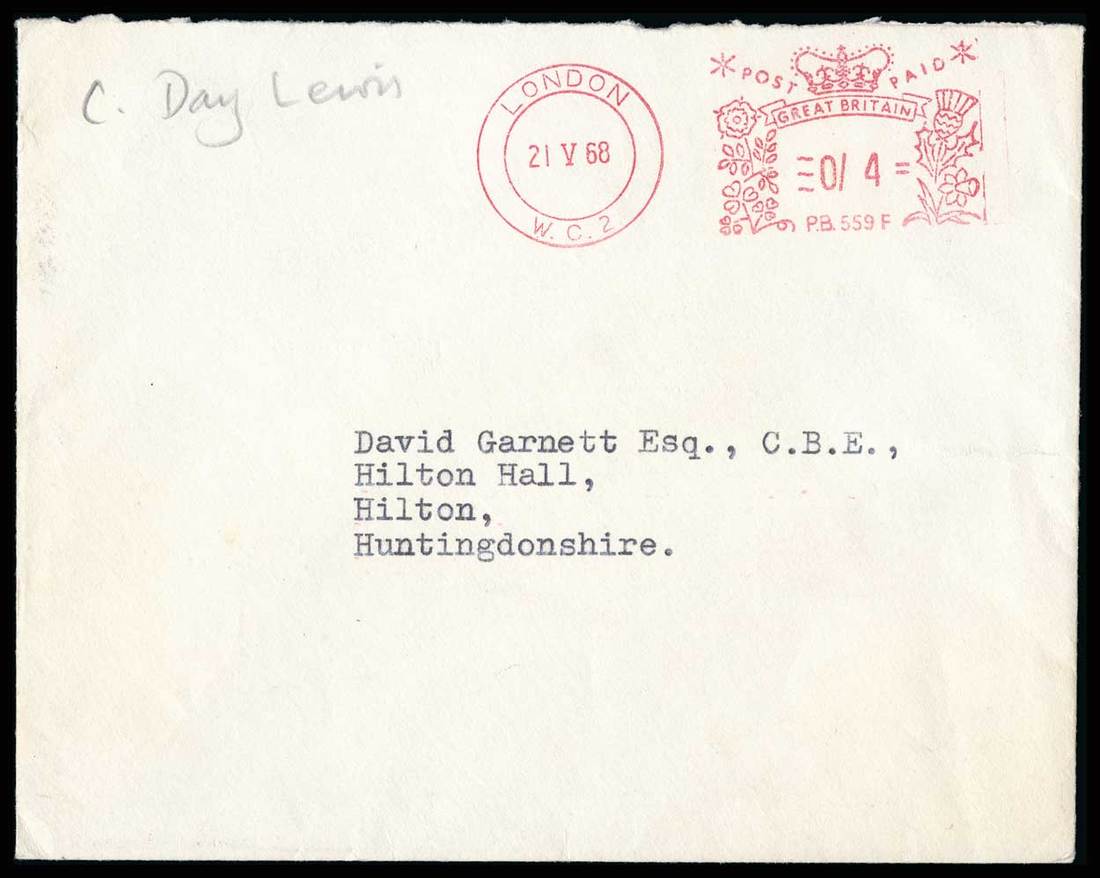 C. Day Lewis
LONDON
21 V 68
W. C. 2
POST PAID
GREAT BRITAIN
0/ 4 =
P.B. 559 F
David Garnett Esq., C.B.E.,
Hilton Hall,
Hilton,
Huntingdonshire.